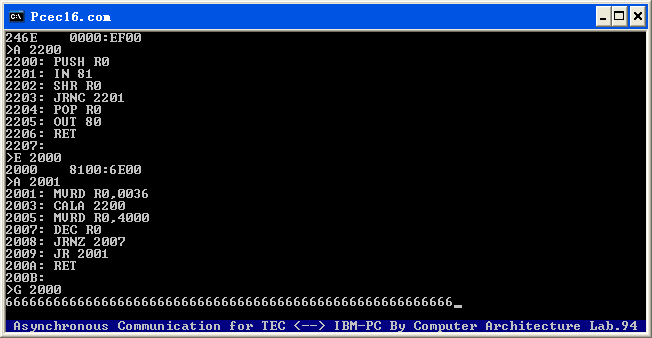 Pcec16.com
246E    0000:EF00
>A 2200
2200: PUSH R0
2201: IN 81
2202: SHR R0
2203: JRNC 2201
2204: POP R0
2205: OUT 80
2206: RET
2207:
>E 2000
2000    8100:6E00
>A 2001
2001: MVRD R0,0036
2003: CALA 2200
2005: MVRD R0,4000
2007: DEC R0
2008: JRNZ 2007
2009: JR 2001
200A: RET
200B:
>G 2000
66666666666666666666666666666666666666666666666666666666_
Asynchronous Communication for TEC <--> IBM-PC By Computer Architecture Lab.94